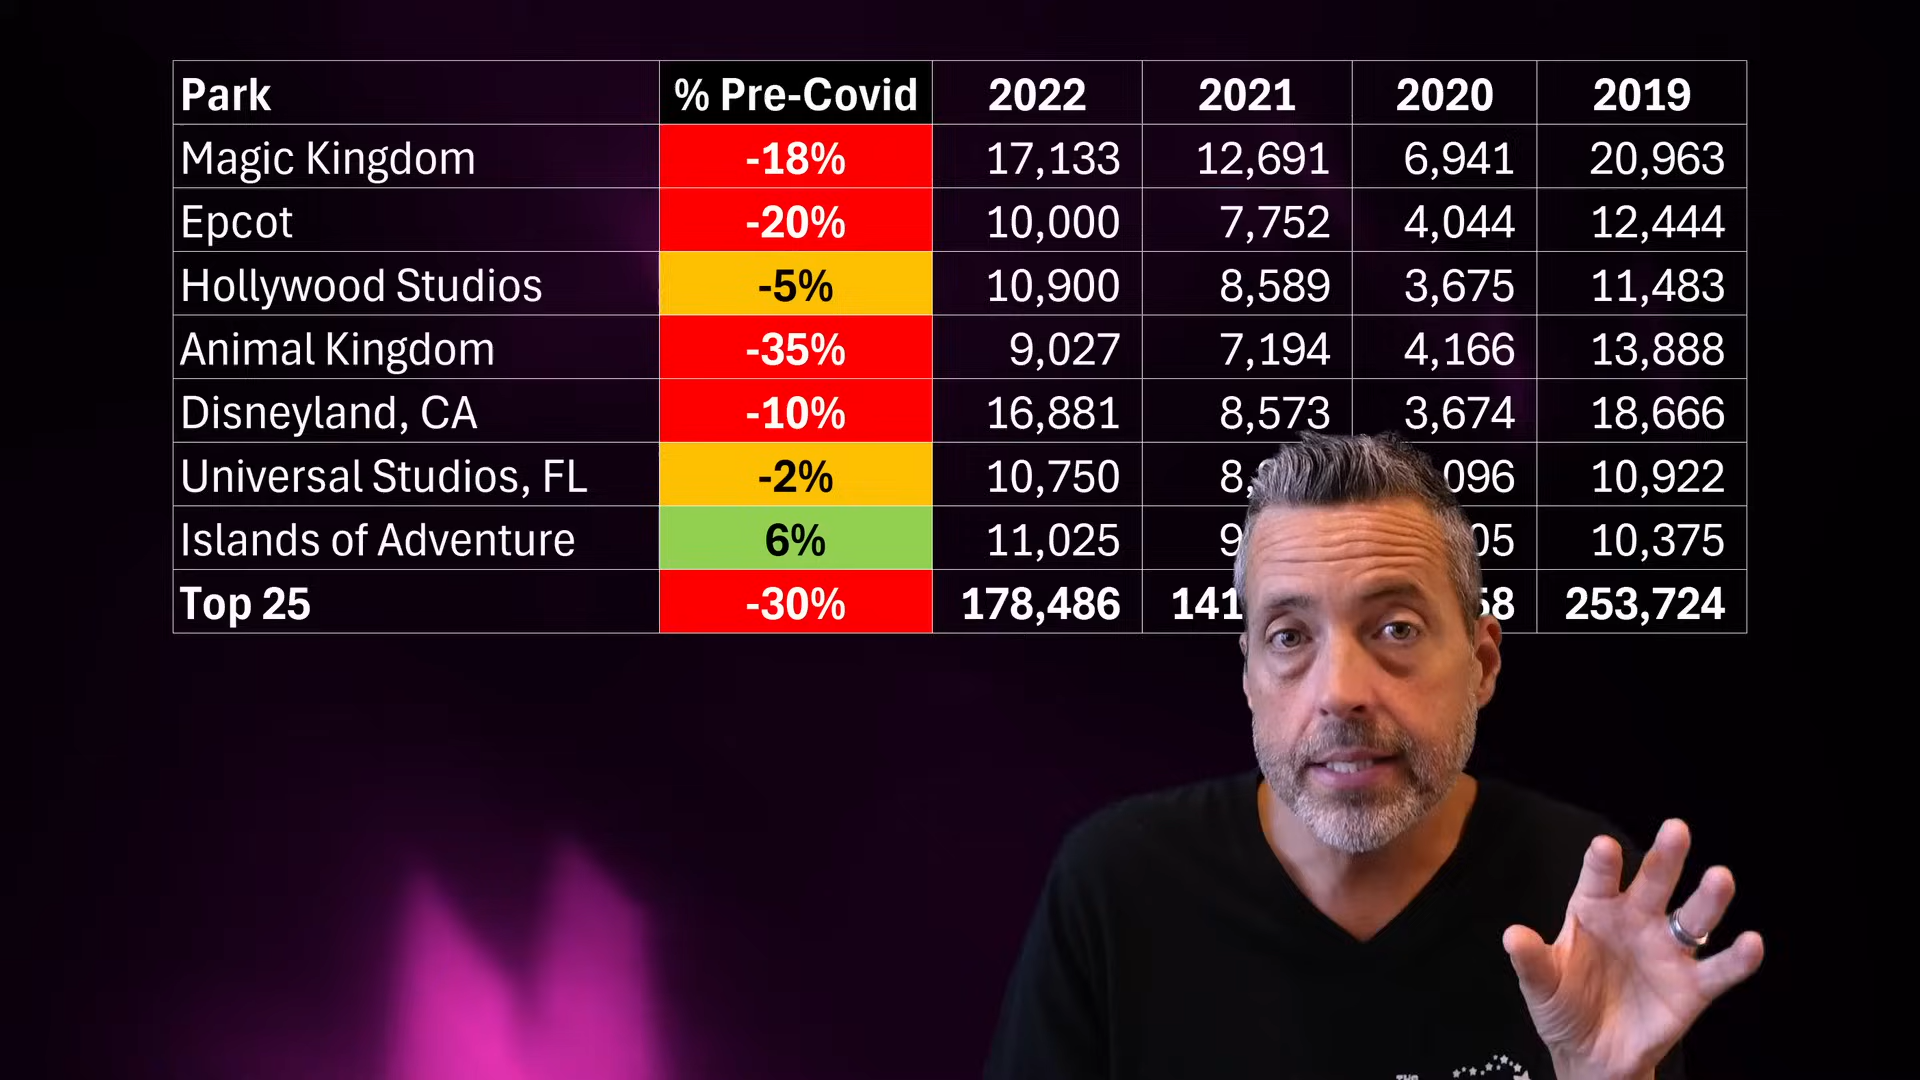 Park % Pre-Covid 2022 2021 2020 2019
Magic Kingdom -18% 17,133 12,691 6,941 20,963
Epcot -20% 10,000 7,752 4,044 12,444
Hollywood Studios -5% 10,900 8,589 3,675 11,483
Animal Kingdom -35% 9,027 7,194 4,166 13,888
Disneyland, CA -10% 16,881 8,573 3,674 18,666
Universal Studios, FL -2% 10,750 10,922
Islands of Adventure 6% 11,025 10,375
Top 25 -30% 178,486 253,724